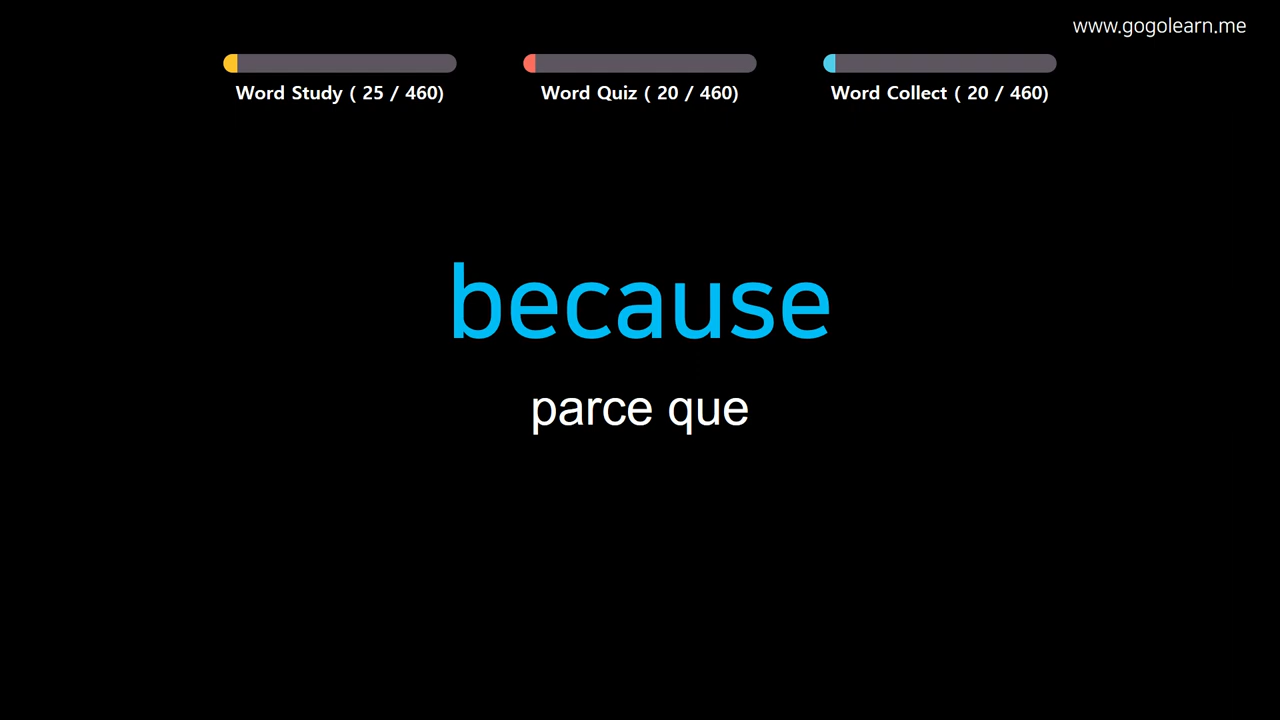 www.gogolearn.me
Word Study ( 25 / 460)
Word Quiz ( 20 / 460)
Word Collect ( 20 / 460)
because
parce que